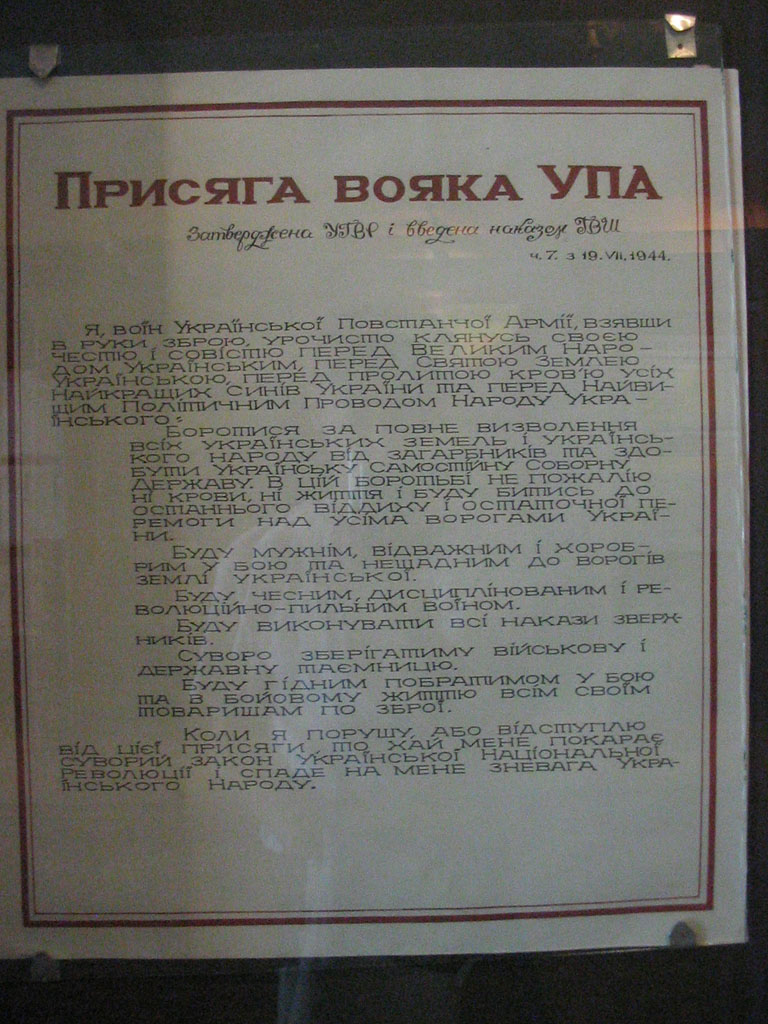 Присяга вояка УПА
Затверджена УГВР і введена наказом ГВШ
ч. 7. з 19.VII.1944.
Я, воїн Української Повстанчої Армії, взявши
в руки зброю, урочисто клянусь своєю
честю і совістю перед Великим Наро-
дом Українським, перед Святою Землею
Українською, перед пролитою кров'ю усіх
Найкращих Синів України та перед Найви-
щим Політичним Проводом Народу Укра-
їнського:
Боротися за повне визволення
всіх українських земель і українсь-
кого народу від загарбників та здо-
бути Українську Самостійну Соборну
Державу. В цій боротьбі не пожалію
ні крови, ні життя і буду битись до
останнього віддиху і остаточної пе-
ремоги над усіма ворогами Украї-
ни.
Буду мужнім, відважним і хороб-
рим у бою та нещадним до ворогів
землі української.
Буду чесним, дисциплінованим і ре-
волюційно-пильним воїном.
Буду виконувати всі накази зверх-
ників.
Суворо зберігатиму військову і
державну таємницю.
Буду гідним побратимом у бою
та в бойовому життю всім своїм
товаришам по зброї.
Коли я порушу, або відступлю
від цієї присяги, то хай мене покарає
суворий закон Української Національної
Революції і спаде на мене зневага Укра-
їнського Народу.